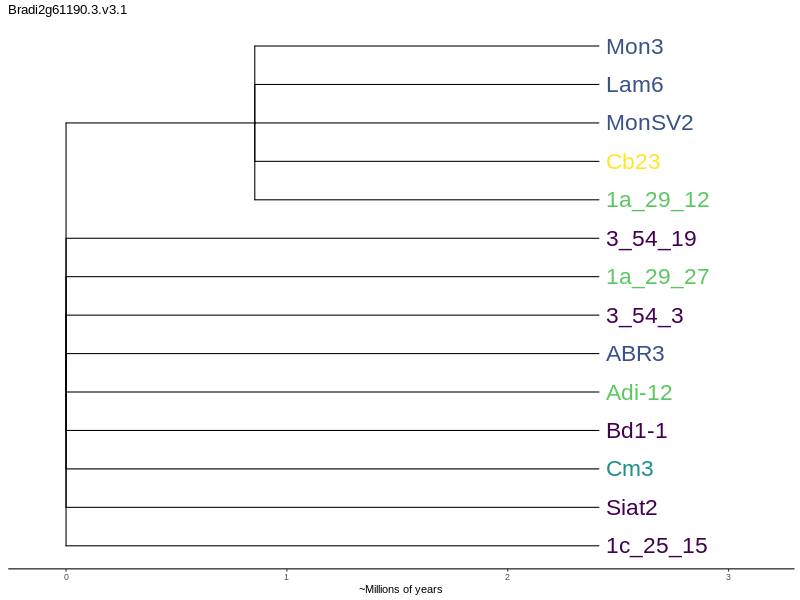 Bradi2g61190.3.v3.1
Mon3
Lam6
MonSV2
Cb23
1a_29_12
3_54_19
1a_29_27
3_54_3
ABR3
Adi-12
Bd1-1
Cm3
Siat2
1c_25_15
0 1 2 3
~Millions of years